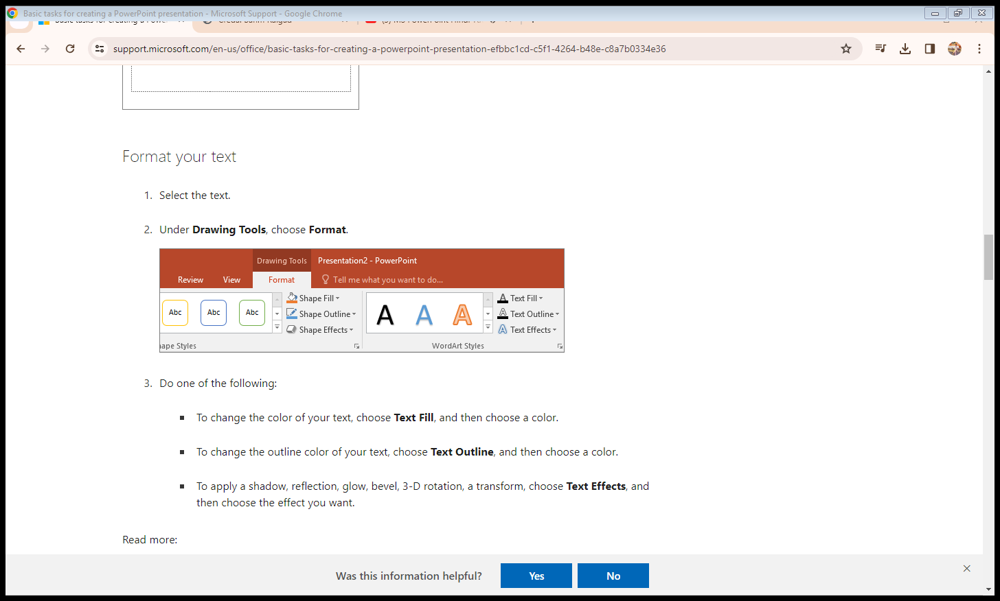 Basic tasks for creating a PowerPoint presentation - Microsoft Support - Google Chrome
support.microsoft.com/en-us/office/basic-tasks-for-creating-a-powerpoint-presentation-efbbc1cd-c5f1-4264-b48e-c8a7b0334e36
Format your text
1. Select the text.
2. Under Drawing Tools, choose Format.
Drawing Tools Presentation2 - PowerPoint
Review View Format Tell me what you want to do...
Abc Abc Abc Shape Fill A A A Text Fill
Shape Outline Text Outline
Shape Effects Text Effects
Styles WordArt Styles
3. Do one of the following:
To change the color of your text, choose Text Fill, and then choose a color.
To change the outline color of your text, choose Text Outline, and then choose a color.
To apply a shadow, reflection, glow, bevel, 3-D rotation, a transform, choose Text Effects, and
then choose the effect you want.
Read more:
Was this information helpful? Yes No